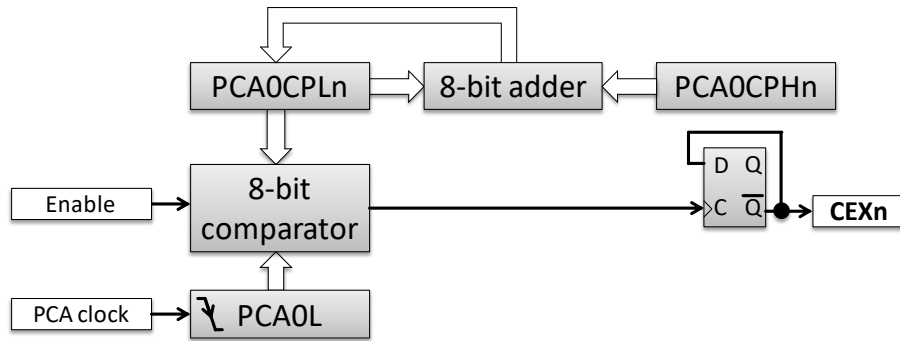 PCA0CPLn
8-bit adder
PCA0CPHn
Enable
8-bit
comparator
D Q
C Q
CEXn
PCA clock
PCA0L